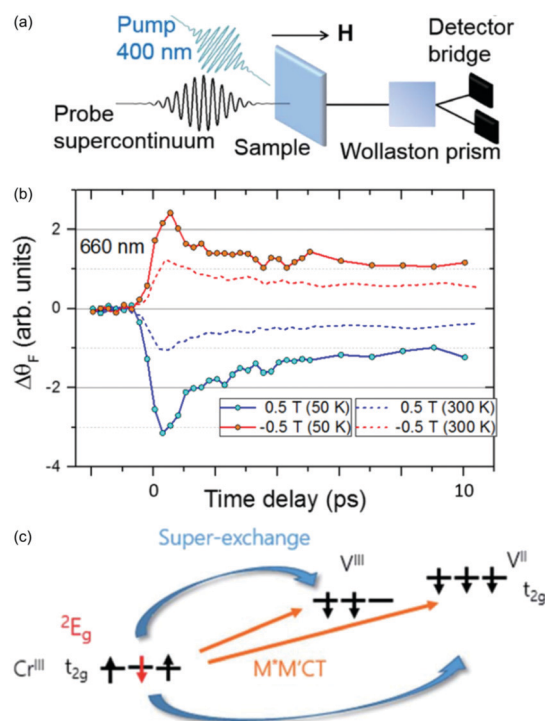 (a)
Pump
400 nm
H
Detector
bridge
Probe
supercontinuum
Sample
Wollaston prism
(b)
660 nm
ΔθF (arb. units)
2
0
-2
-4
0.5 T (50 K)
0.5 T (300 K)
-0.5 T (50 K)
-0.5 T (300 K)
0
10
Time delay (ps)
(c)
Super-exchange
VIII
VII
t2g
2Eg
CrIII t2g
M*M'CT